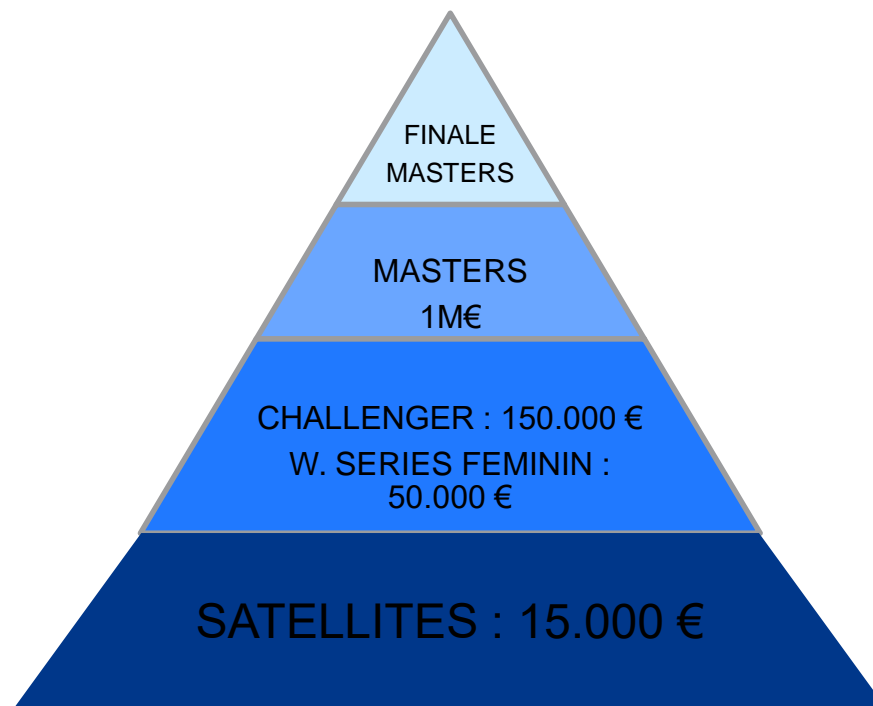 FINALE
MASTERS
MASTERS
1M€
CHALLENGER : 150.000 €
W. SERIES FEMININ :
50.000 €
SATELLITES : 15.000 €